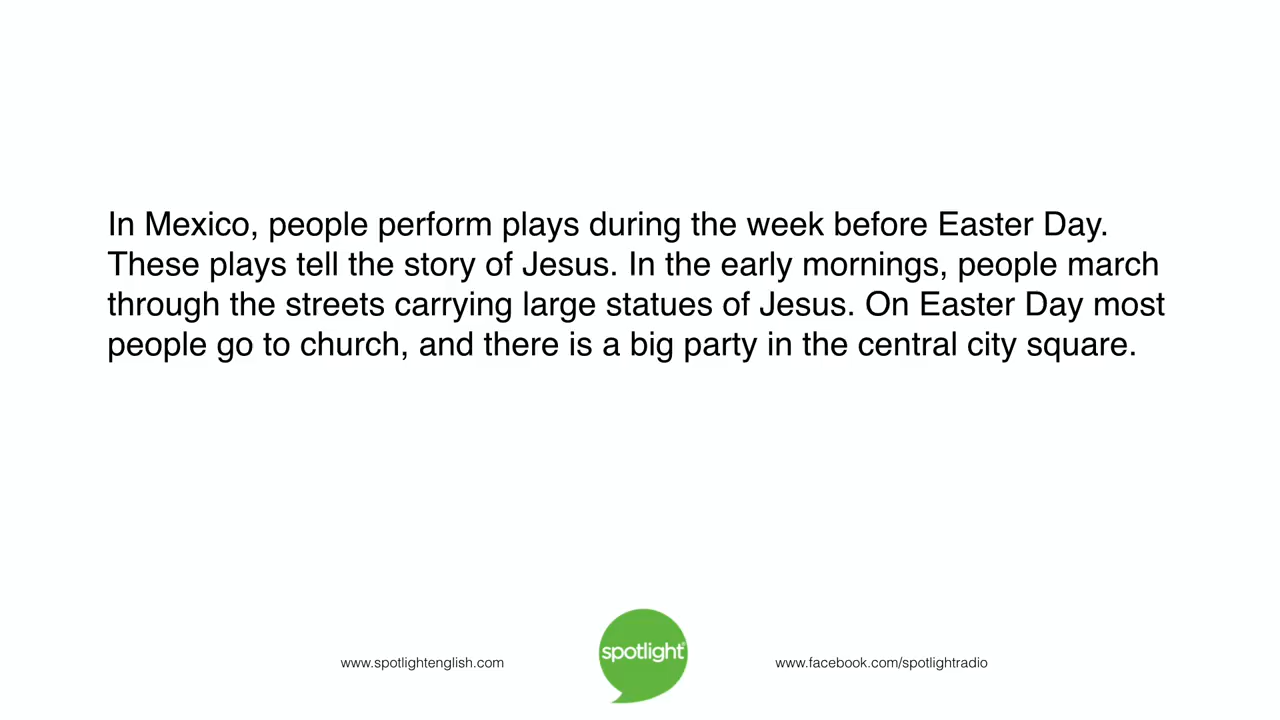 In Mexico, people perform plays during the week before Easter Day.
These plays tell the story of Jesus. In the early mornings, people march
through the streets carrying large statues of Jesus. On Easter Day most
people go to church, and there is a big party in the central city square.
www.spotlightenglish.com
spotlight
www.facebook.com/spotlightradio